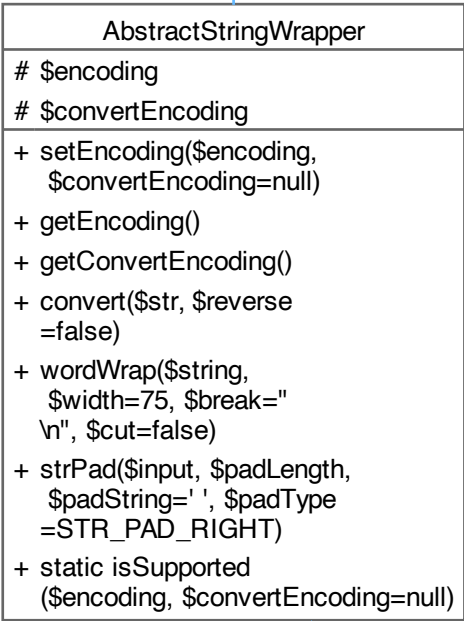 AbstractStringWrapper
# $encoding
# $convertEncoding
+ setEncoding($encoding,
$convertEncoding=null)
+ getEncoding()
+ getConvertEncoding()
+ convert($str, $reverse
=false)
+ wordWrap($string,
$width=75, $break="
\n", $cut=false)
+ strPad($input, $padLength,
$padString=' ', $padType
=STR_PAD_RIGHT)
+ static isSupported
($encoding, $convertEncoding=null)